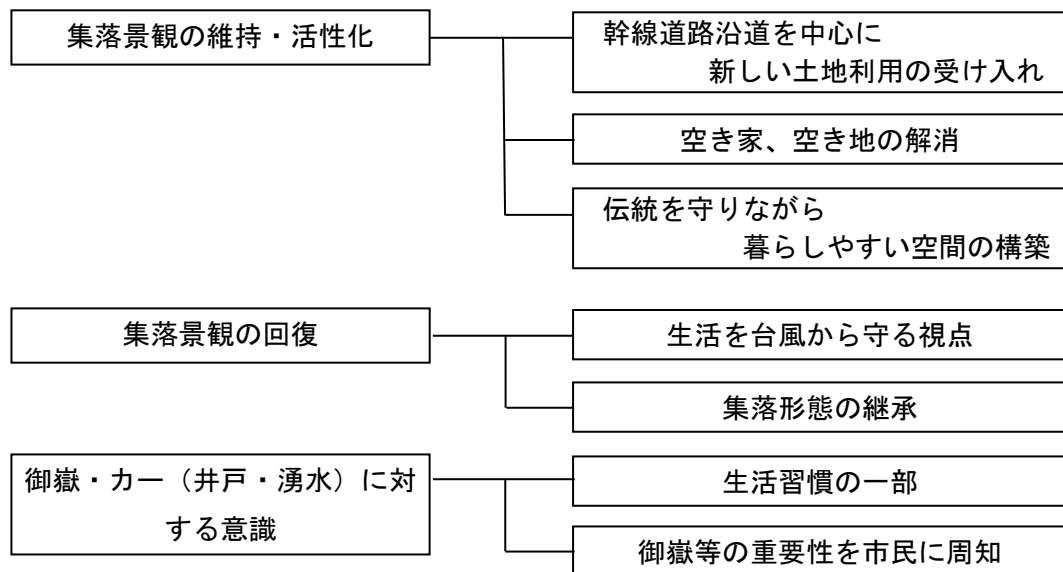 集落景観の維持・活性化
幹線道路沿道を中心に
新しい土地利用の受け入れ
空き家、空き地の解消
伝統を守りながら
暮らしやすい空間の構築
集落景観の回復
生活を台風から守る視点
集落形態の継承
御嶽・カー（井戸・湧水）に対
する意識
生活習慣の一部
御嶽等の重要性を市民に周知